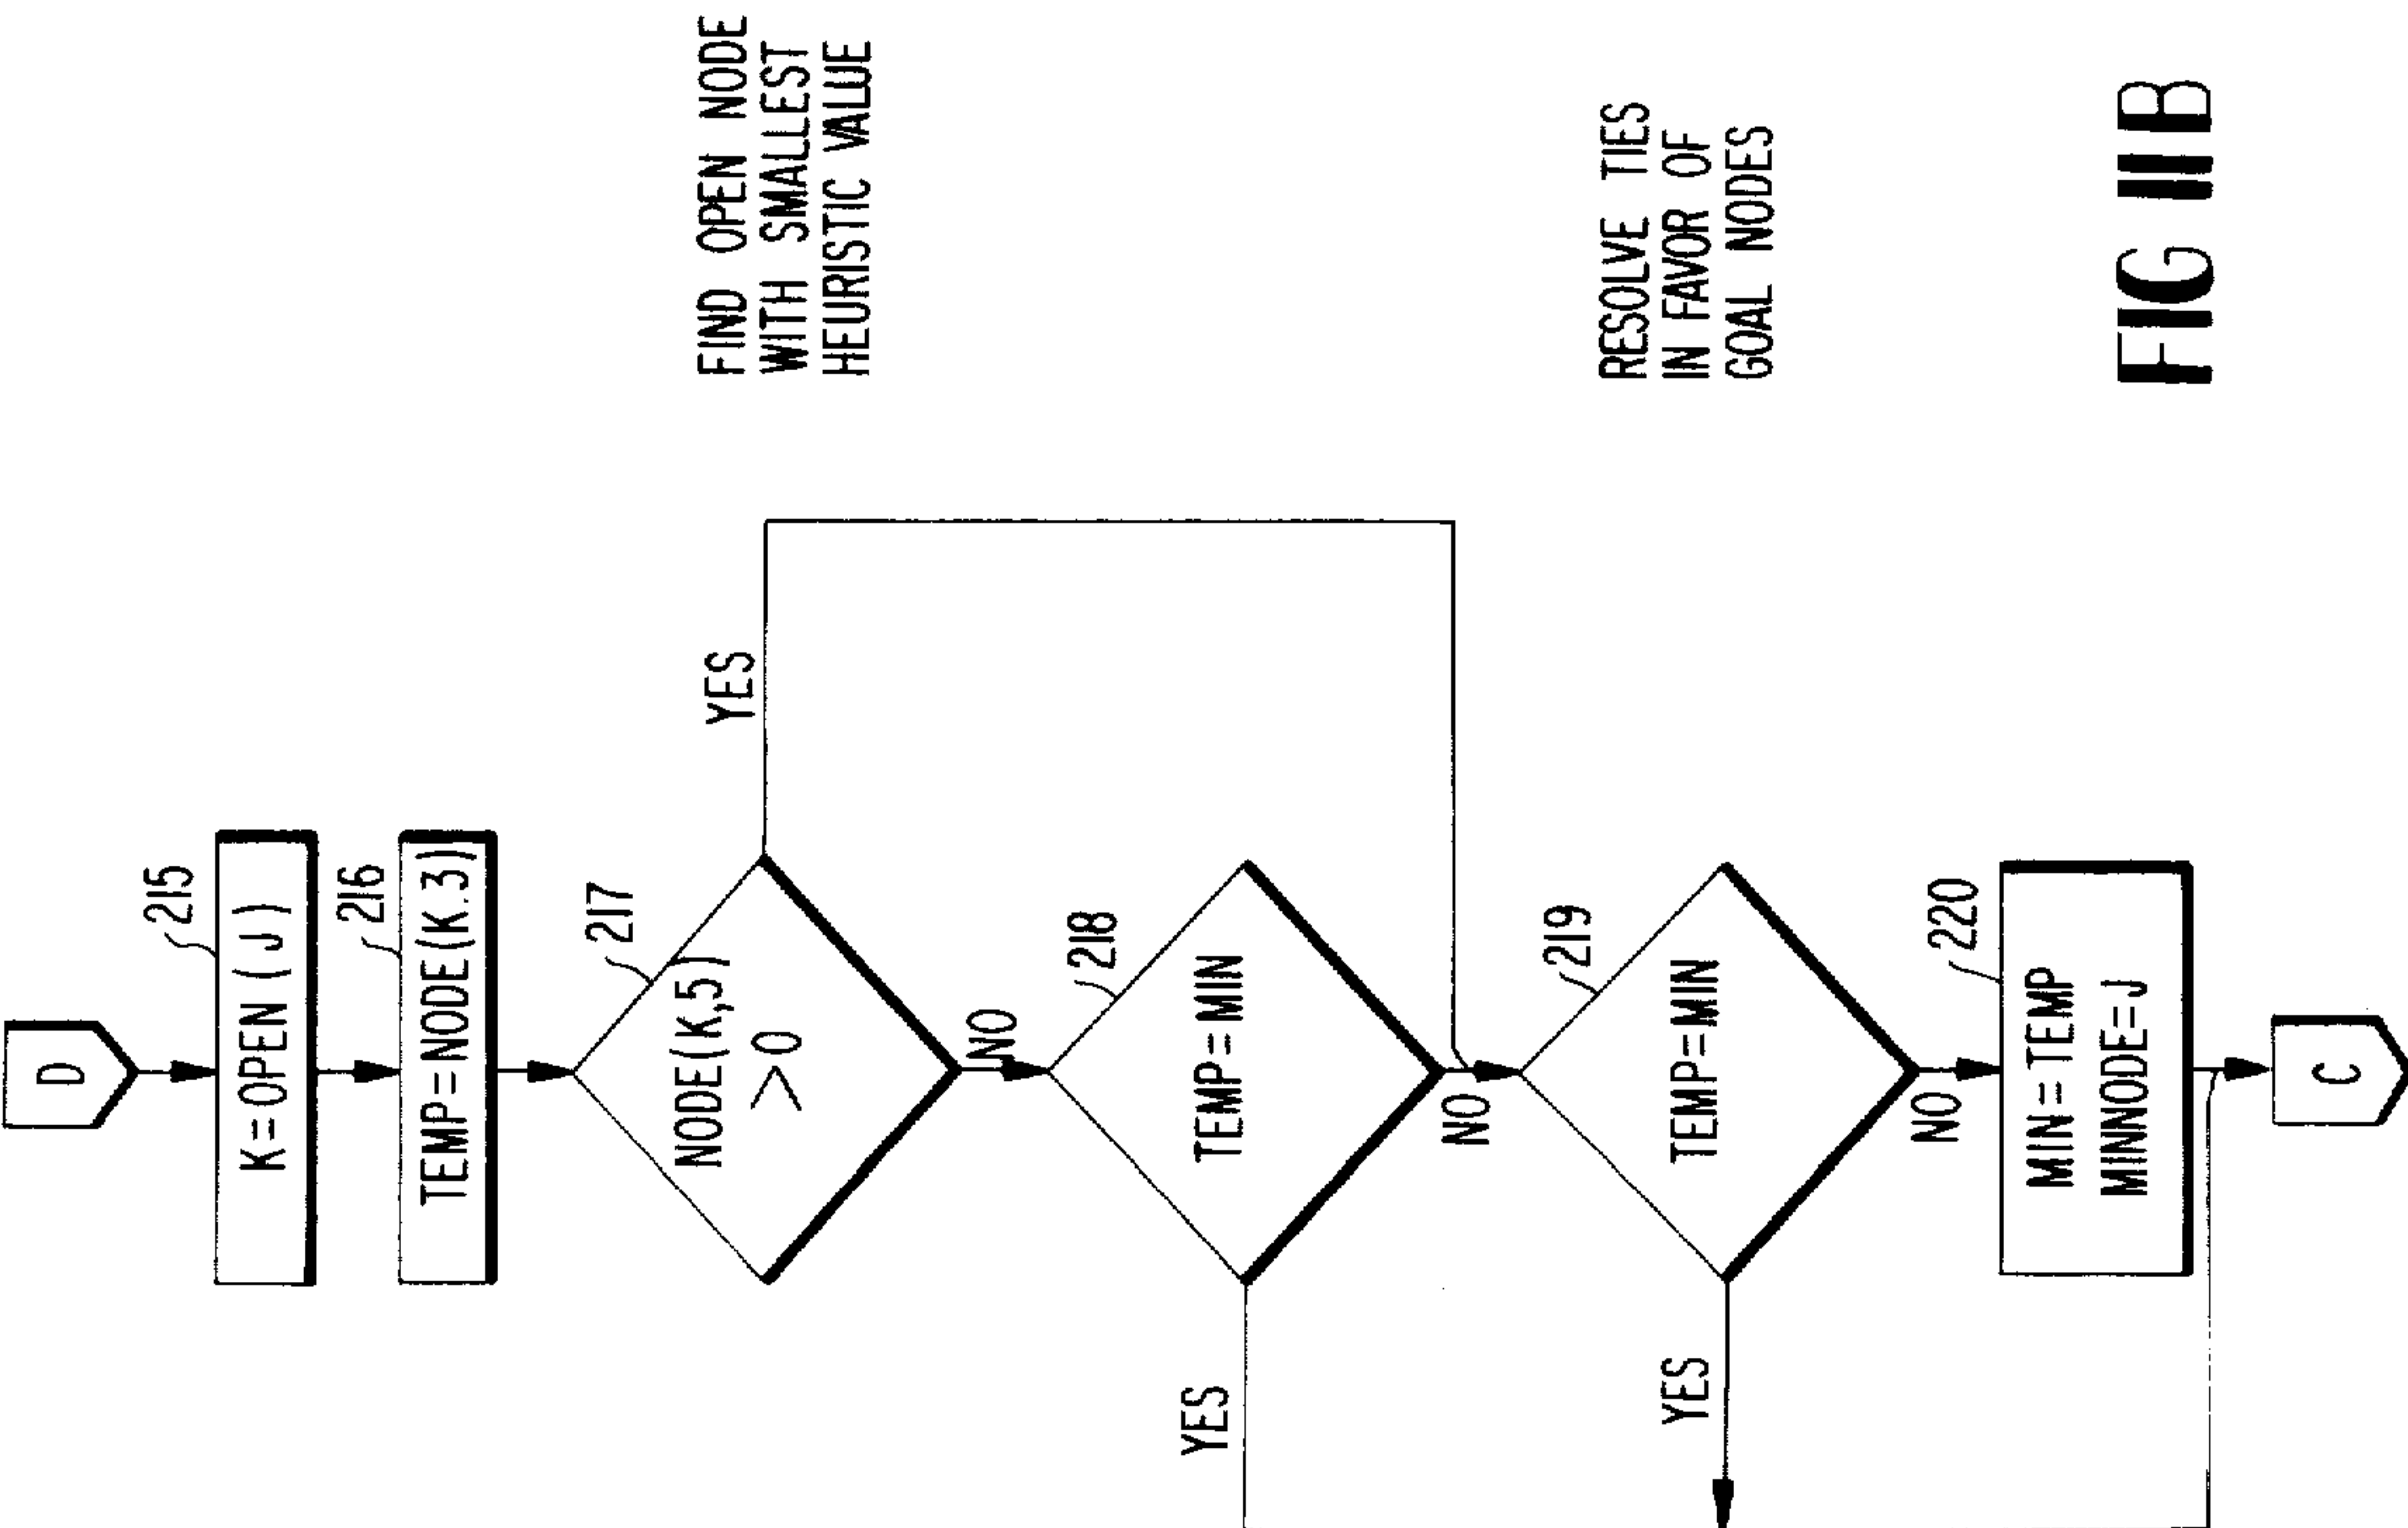 D
215
K=OPEN (J)
216
TEMP=NODE(K.3)
217
NODE(K,5)
>0
YES
NO
218
TEMP=MIN
YES
NO
219
TEMP=MIN
YES
NO
220
MIN=TEMP
MINNODE=J
C
FIND OPEN NODE
WITH SMALLEST
HEURISTIC VALUE
RESOLVE TIES
IN FAVOR OF
GOAL NODES
FIG IIIB